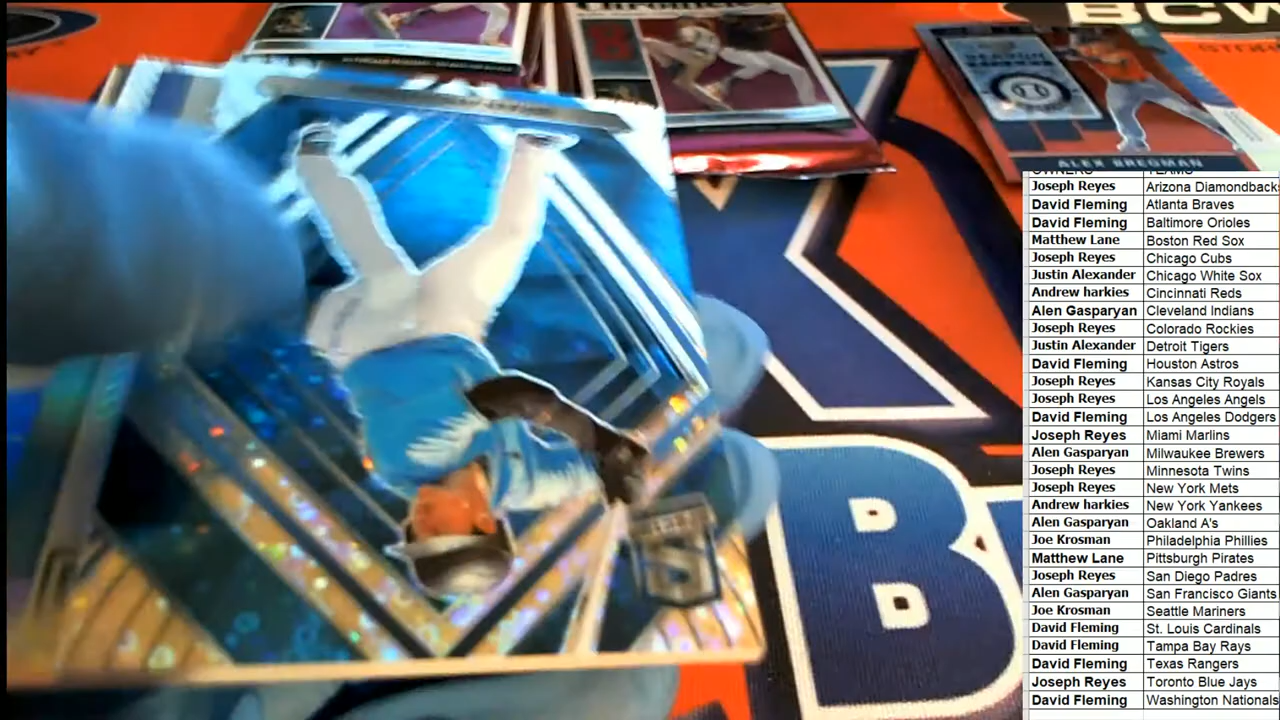 Chronicles
BCW
ALEX BREGMAN
OWNERS TEAMS
Joseph Reyes Arizona Diamondback
David Fleming Atlanta Braves
David Fleming Baltimore Orioles
Matthew Lane Boston Red Sox
Joseph Reyes Chicago Cubs
Justin Alexander Chicago White Sox
Andrew harkies Cincinnati Reds
Alen Gasparyan Cleveland Indians
Joseph Reyes Colorado Rockies
Justin Alexander Detroit Tigers
David Fleming Houston Astros
Joseph Reyes Kansas City Royals
Joseph Reyes Los Angeles Angels
David Fleming Los Angeles Dodgers
Joseph Reyes Miami Marlins
Alen Gasparyan Milwaukee Brewers
Joseph Reyes Minnesota Twins
Joseph Reyes New York Mets
Andrew harkies New York Yankees
Alen Gasparyan Oakland A's
Joe Krosman Philadelphia Phillies
Matthew Lane Pittsburgh Pirates
Joseph Reyes San Diego Padres
Alen Gasparyan San Francisco Giants
Joe Krosman Seattle Mariners
David Fleming St. Louis Cardinals
David Fleming Tampa Bay Rays
David Fleming Texas Rangers
Joseph Reyes Toronto Blue Jays
David Fleming Washington Nationals
B